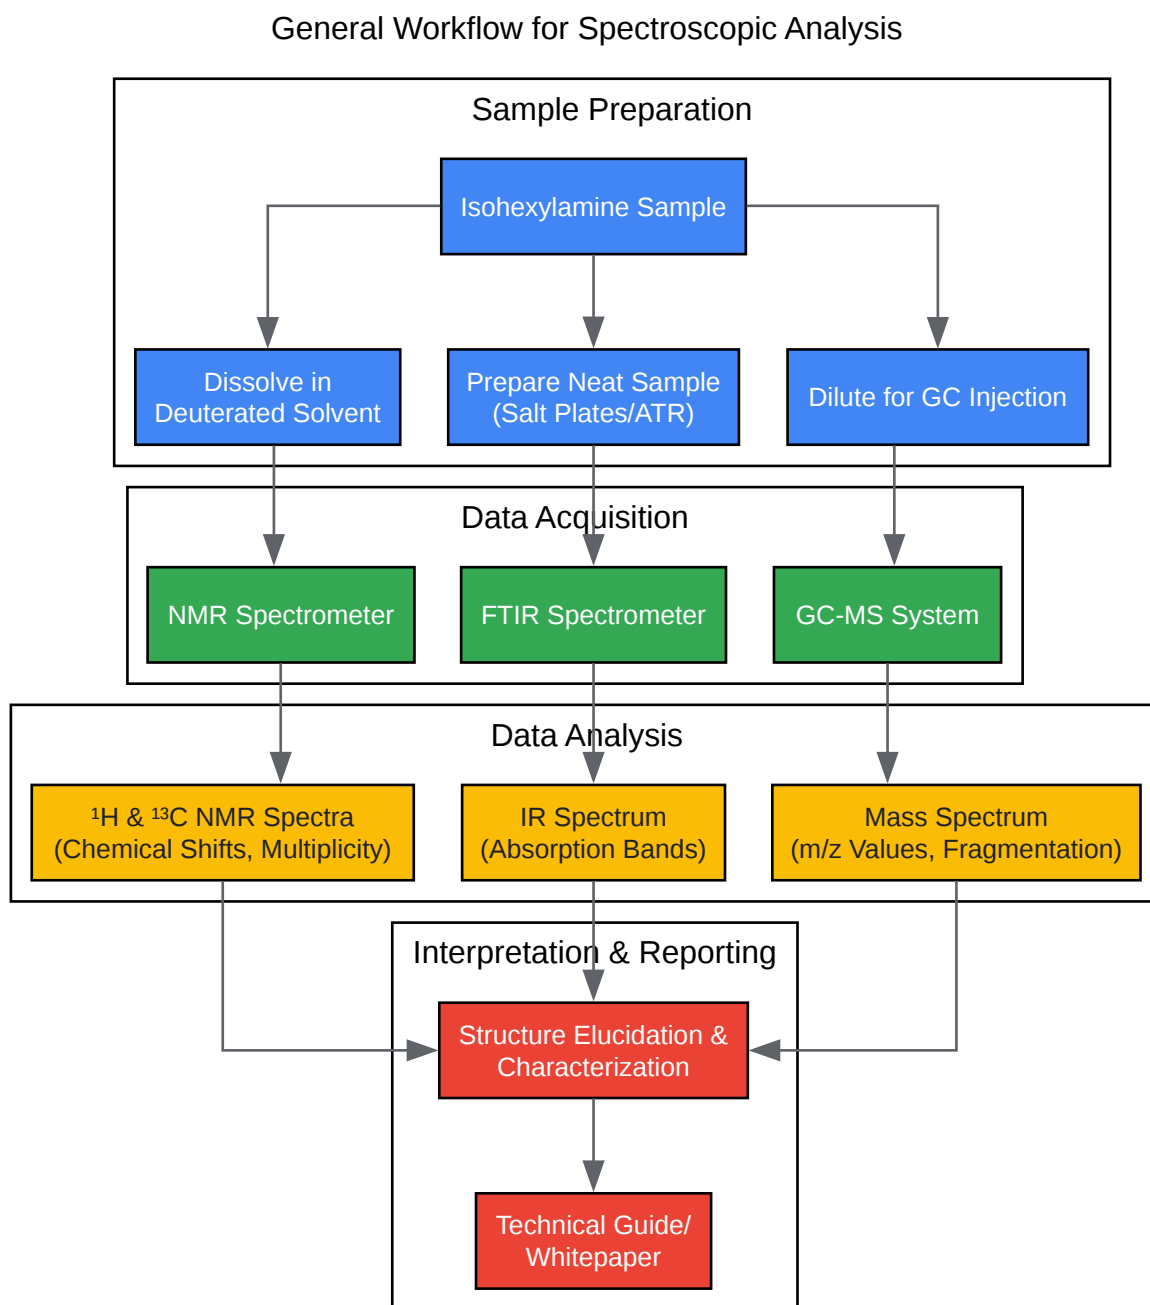 General Workflow for Spectroscopic Analysis
Sample Preparation
Isohexylamine Sample
Dissolve in
Deuterated Solvent
Prepare Neat Sample
(Salt Plates/ATR)
Dilute for GC Injection
Data Acquisition
NMR Spectrometer
FTIR Spectrometer
GC-MS System
Data Analysis
¹H & ¹³C NMR Spectra
(Chemical Shifts, Multiplicity)
IR Spectrum
(Absorption Bands)
Mass Spectrum
(m/z Values, Fragmentation)
Interpretation & Reporting
Structure Elucidation &
Characterization
Technical Guide/
Whitepaper